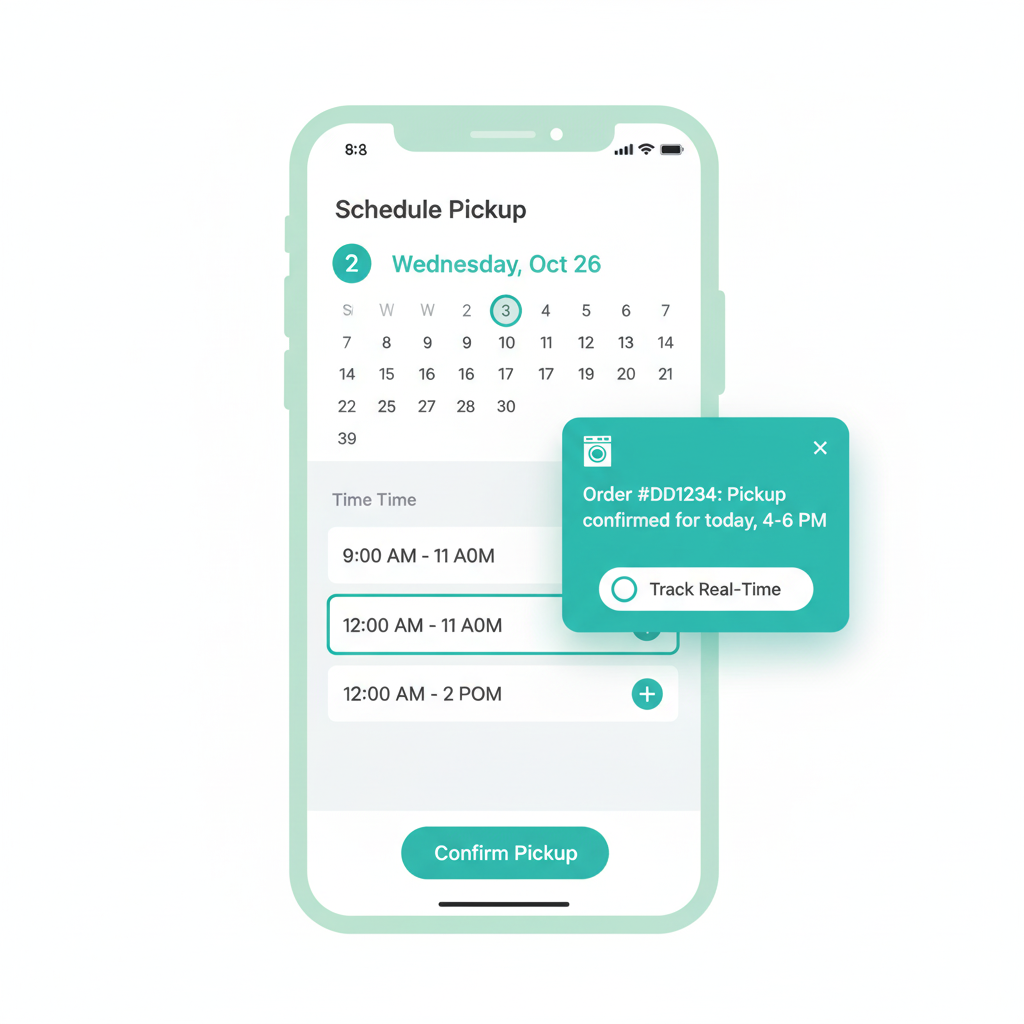 8:8
Schedule Pickup
2 Wednesday, Oct 26
S W W 2 3 4 5 6 7
7 8 9 9 10 11 12 13 14
14 15 16 16 17 17 19 20 21
22 25 27 28 30
39
Time Time
9:00 AM - 11 A0M
12:00 AM - 11 A0M
12:00 AM - 2 POM
Confirm Pickup
Order #DD1234: Pickup
confirmed for today, 4-6 PM
Track Real-Time